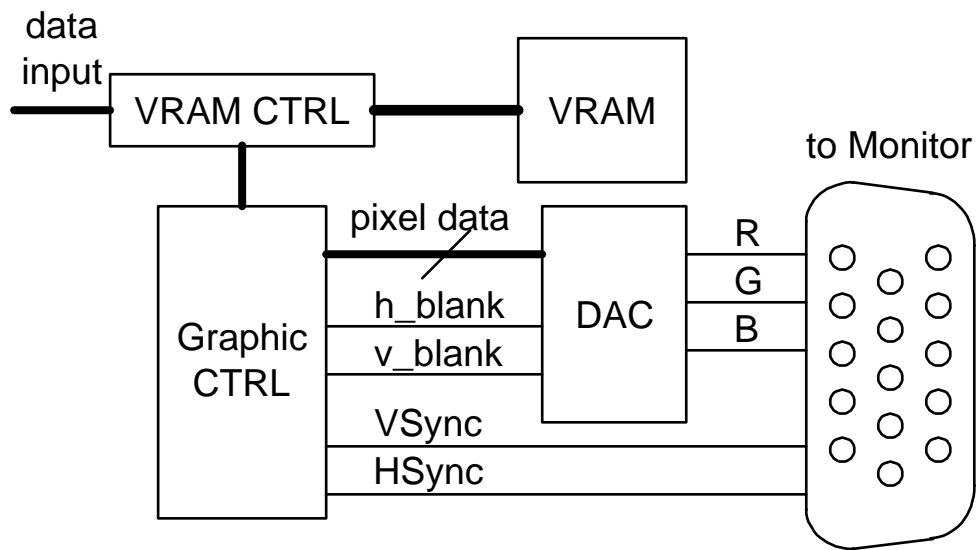 data
input
VRAM CTRL
VRAM
to Monitor
pixel data
R
h_blank
G
DAC
Graphic
CTRL
v_blank
B
VSync
HSync